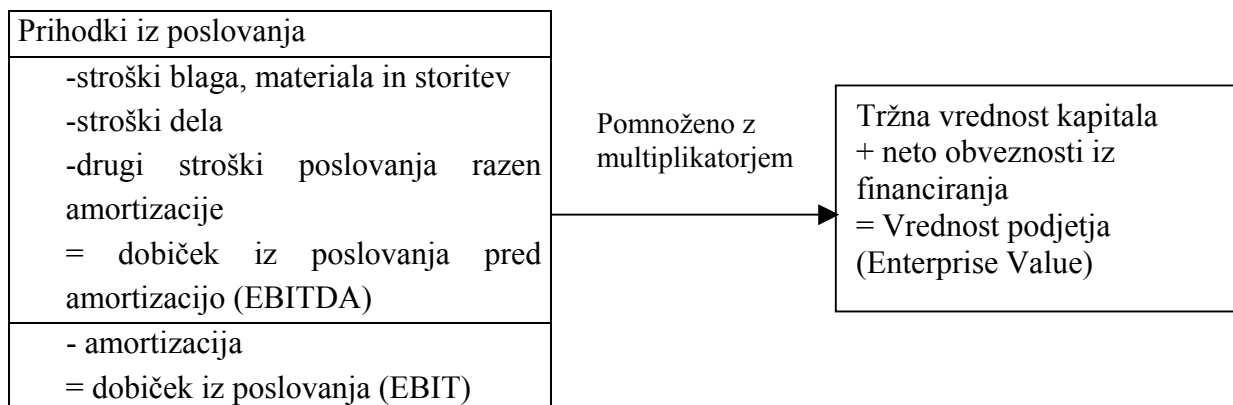 Prihodki iz poslovanja
-stroški blaga, materiala in storitev
-stroški dela
-drugi stroški poslovanja razen
amortizacije
= dobiček iz poslovanja pred
amortizacijo (EBITDA)
- amortizacija
= dobiček iz poslovanja (EBIT)
Pomnoženo z
multiplikatorjem
Tržna vrednost kapitala
+ neto obveznosti iz
financiranja
= Vrednost podjetja
(Enterprise Value)